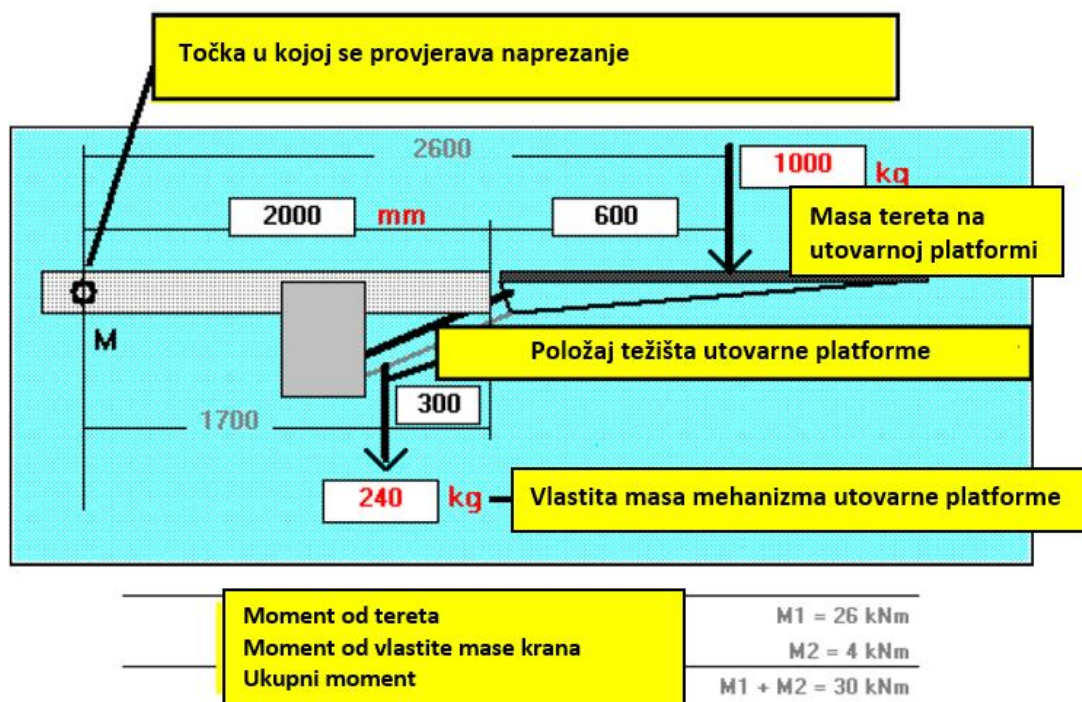 Točka u kojoj se provjerava naprezanje
2600
1000 kg
2000 mm 600
Masa tereta na
utovarnoj platformi
M
Položaj težišta utovarne platforme
300
1700
240 kg
Vlastita masa mehanizma utovarne platforme
Moment od tereta
M1 = 26 kNm
Moment od vlastite mase krana
M2 = 4 kNm
Ukupni moment
M1 + M2 = 30 kNm